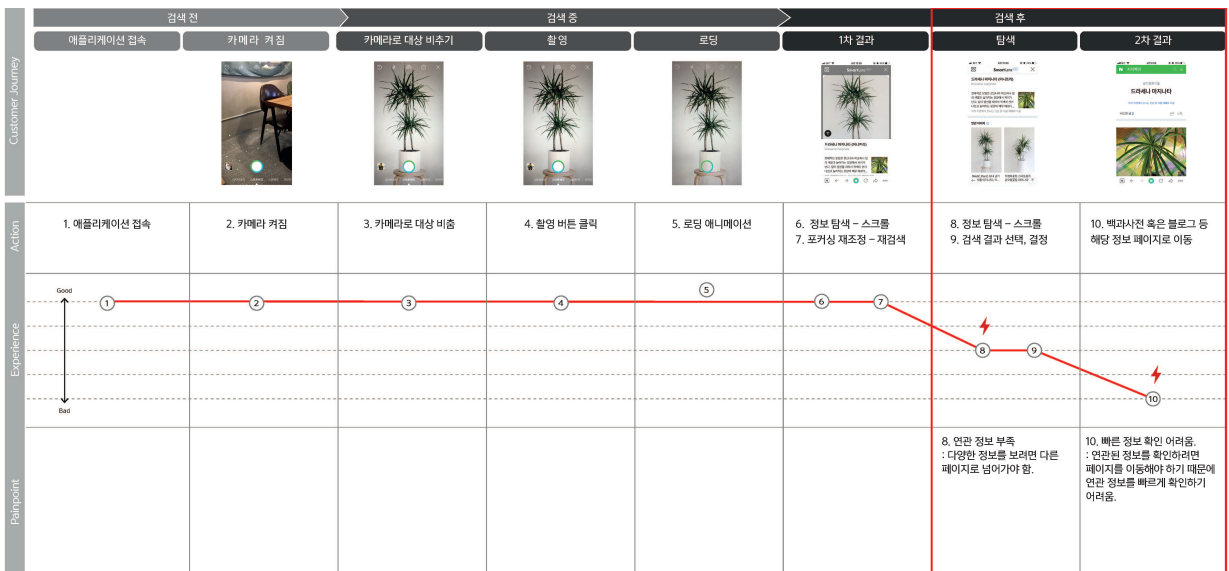 검색 전
검색 중
검색 후
애플리케이션 접속
카메라 켜짐
카메라로 대상 비추기
촬영
로딩
1차 결과
탐색
2차 결과
Customer Journey
SmartLens
드라세나 마지나타
Action
1. 애플리케이션 접속
2. 카메라 켜짐
3. 카메라로 대상 비춤
4. 촬영 버튼 클릭
5. 로딩 애니메이션
6. 정보 탐색 – 스크롤
7. 포커싱 재조정 – 재검색
8. 정보 탐색 – 스크롤
9. 검색 결과 선택, 결정
10. 백과사전 혹은 블로그 등
해당 정보 페이지로 이동
Experience
Good
Bad
1
2
3
4
5
6
7
8
9
10
Painpoint
8. 연관 정보 부족
: 다양한 정보를 보려면 다른
페이지로 넘어가야 함.
10. 빠른 정보 확인 어려움.
: 연관된 정보를 확인하려면
페이지를 이동해야 하기 때문에
연관 정보를 빠르게 확인하기
어려움.